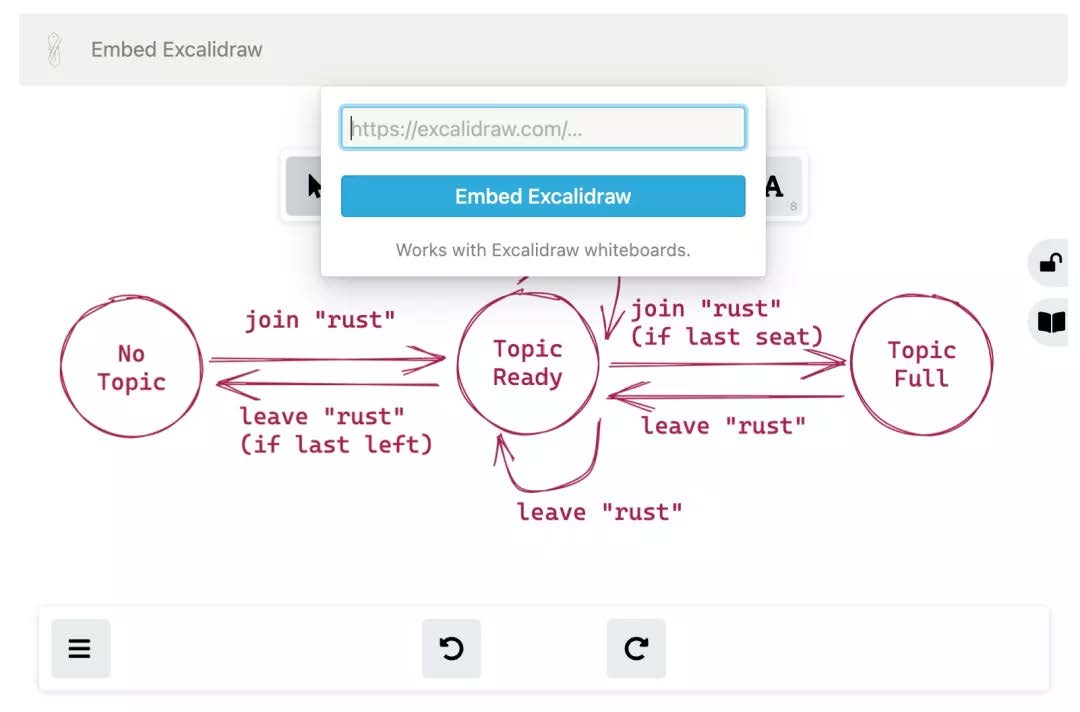 Embed Excalidraw
https://excalidraw.com/...
Embed Excalidraw
A
8
Works with Excalidraw whiteboards.
join "rust"
join "rust"
(if last seat)
No
Topic
Topic
Ready
Topic
Full
leave "rust"
(if last left)
leave "rust"
leave "rust"